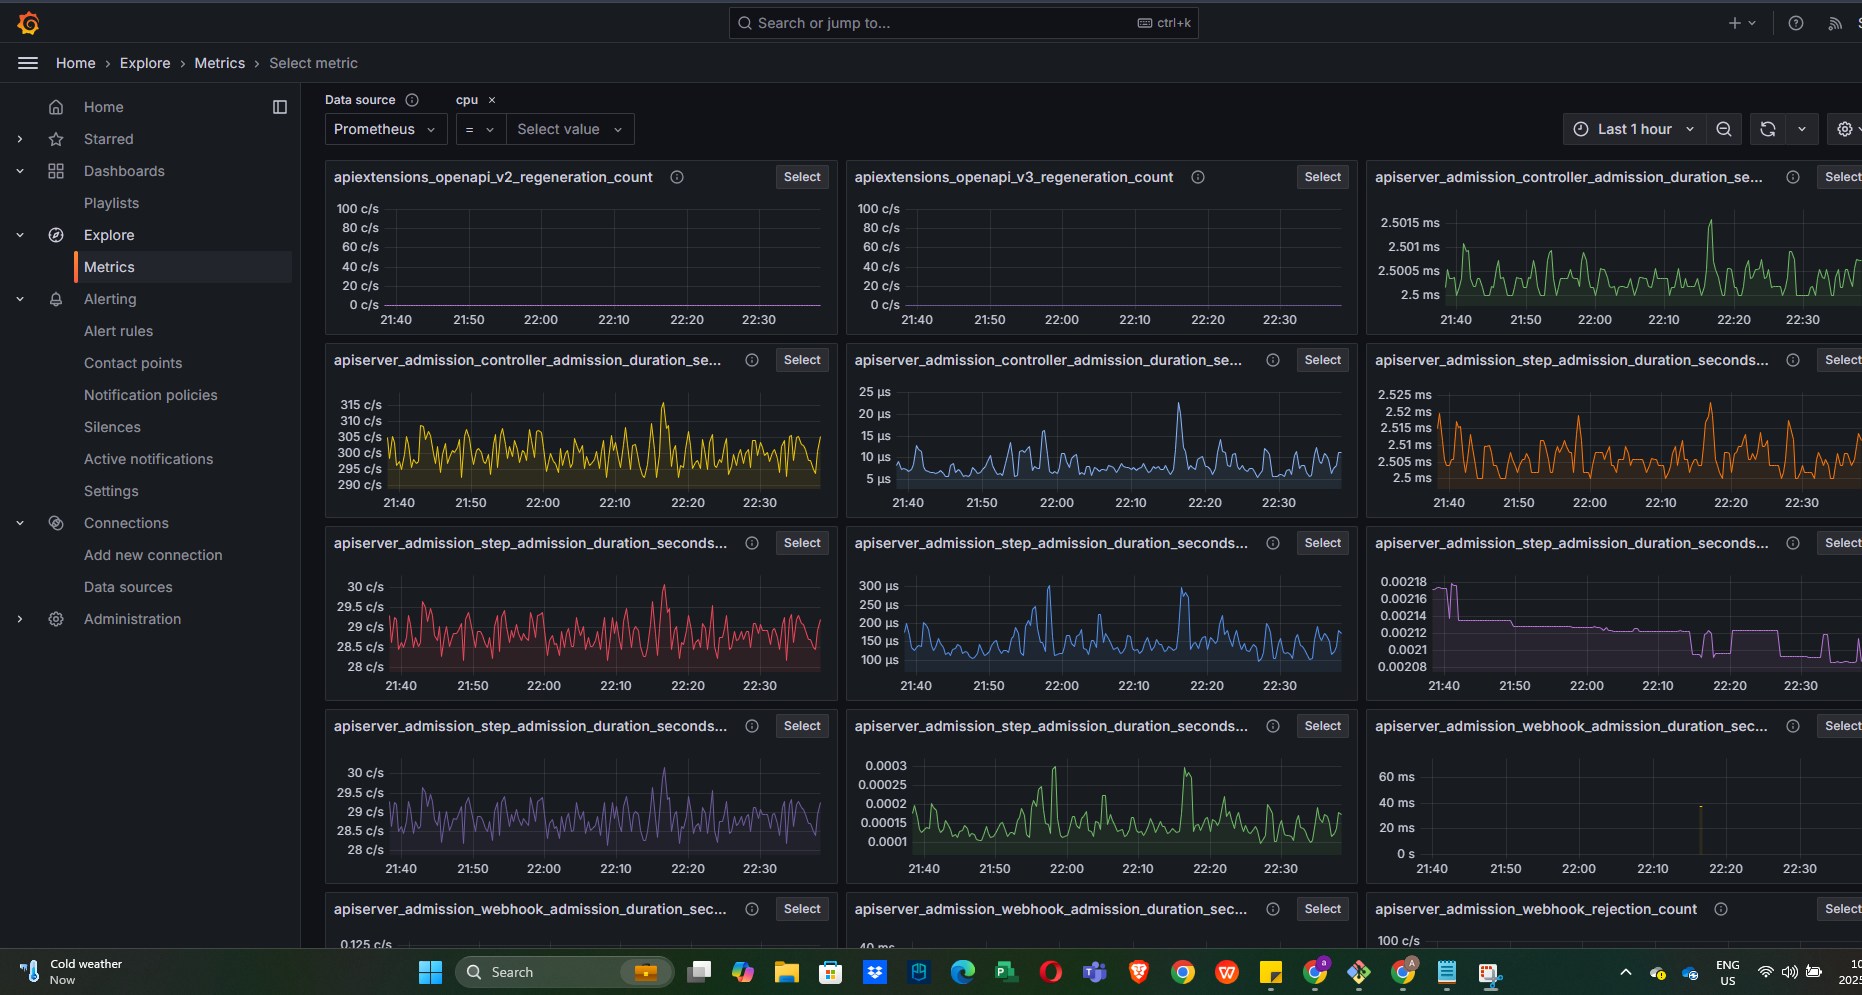 Search or jump to...
ctrl+k
Home › Explore › Metrics › Select metric
Home
Starred
Dashboards
Playlists
Explore
Metrics
Alerting
Alert rules
Contact points
Notification policies
Silences
Active notifications
Settings
Connections
Add new connection
Data sources
Administration
Data source
cpu ×
Prometheus
=
Select value
Last 1 hour
apiextensions_openapi_v2_regeneration_count
Select
100 c/s
80 c/s
60 c/s
40 c/s
20 c/s
0 c/s
21:40 21:50 22:00 22:10 22:20 22:30
apiextensions_openapi_v3_regeneration_count
Select
100 c/s
80 c/s
60 c/s
40 c/s
20 c/s
0 c/s
21:40 21:50 22:00 22:10 22:20 22:30
apiserver_admission_controller_admission_duration_se...
Select
2.5015 ms
2.501 ms
2.5005 ms
2.5 ms
21:40 21:50 22:00 22:10 22:20 22:30
apiserver_admission_controller_admission_duration_se...
Select
315 c/s
310 c/s
305 c/s
300 c/s
295 c/s
290 c/s
21:40 21:50 22:00 22:10 22:20 22:30
apiserver_admission_controller_admission_duration_se...
Select
25 µs
20 µs
15 µs
10 µs
5 µs
21:40 21:50 22:00 22:10 22:20 22:30
apiserver_admission_step_admission_duration_seconds...
Select
2.525 ms
2.52 ms
2.515 ms
2.51 ms
2.505 ms
2.5 ms
21:40 21:50 22:00 22:10 22:20 22:30
apiserver_admission_step_admission_duration_seconds...
Select
30 c/s
29.5 c/s
29 c/s
28.5 c/s
28 c/s
21:40 21:50 22:00 22:10 22:20 22:30
apiserver_admission_step_admission_duration_seconds...
Select
300 µs
250 µs
200 µs
150 µs
100 µs
21:40 21:50 22:00 22:10 22:20 22:30
apiserver_admission_step_admission_duration_seconds...
Select
0.00218
0.00216
0.00214
0.00212
0.0021
0.00208
21:40 21:50 22:00 22:10 22:20 22:30
apiserver_admission_step_admission_duration_seconds...
Select
30 c/s
29.5 c/s
29 c/s
28.5 c/s
28 c/s
21:40 21:50 22:00 22:10 22:20 22:30
apiserver_admission_step_admission_duration_seconds...
Select
0.0003
0.00025
0.0002
0.00015
0.0001
21:40 21:50 22:00 22:10 22:20 22:30
apiserver_admission_webhook_admission_duration_sec...
Select
60 ms
40 ms
20 ms
0 s
21:40 21:50 22:00 22:10 22:20 22:30
apiserver_admission_webhook_admission_duration_sec...
Select
0.125 c/s
apiserver_admission_webhook_admission_duration_sec...
Select
40 ms
apiserver_admission_webhook_rejection_count
Select
100 c/s
Cold weather
Now
Search
ENG
US
2025